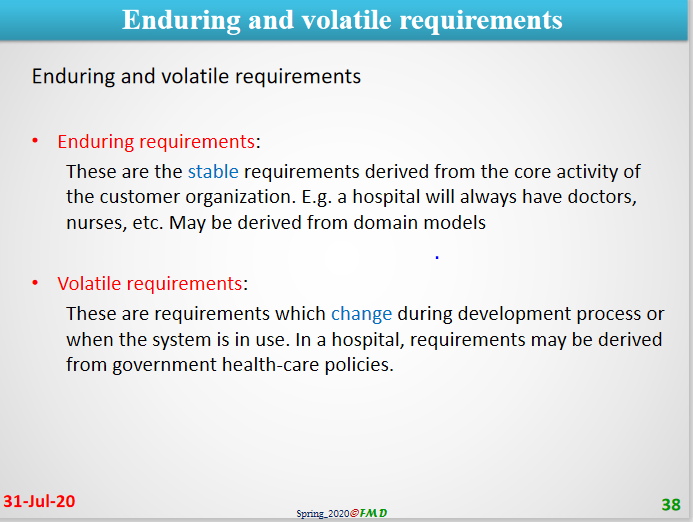 Enduring and volatile requirements
Enduring and volatile requirements
• Enduring requirements:
These are the stable requirements derived from the core activity of
the customer organization. E.g. a hospital will always have doctors,
nurses, etc. May be derived from domain models
• Volatile requirements:
These are requirements which change during development process or
when the system is in use. In a hospital, requirements may be derived
from government health-care policies.
31-Jul-20
Spring_2020@FMD
38